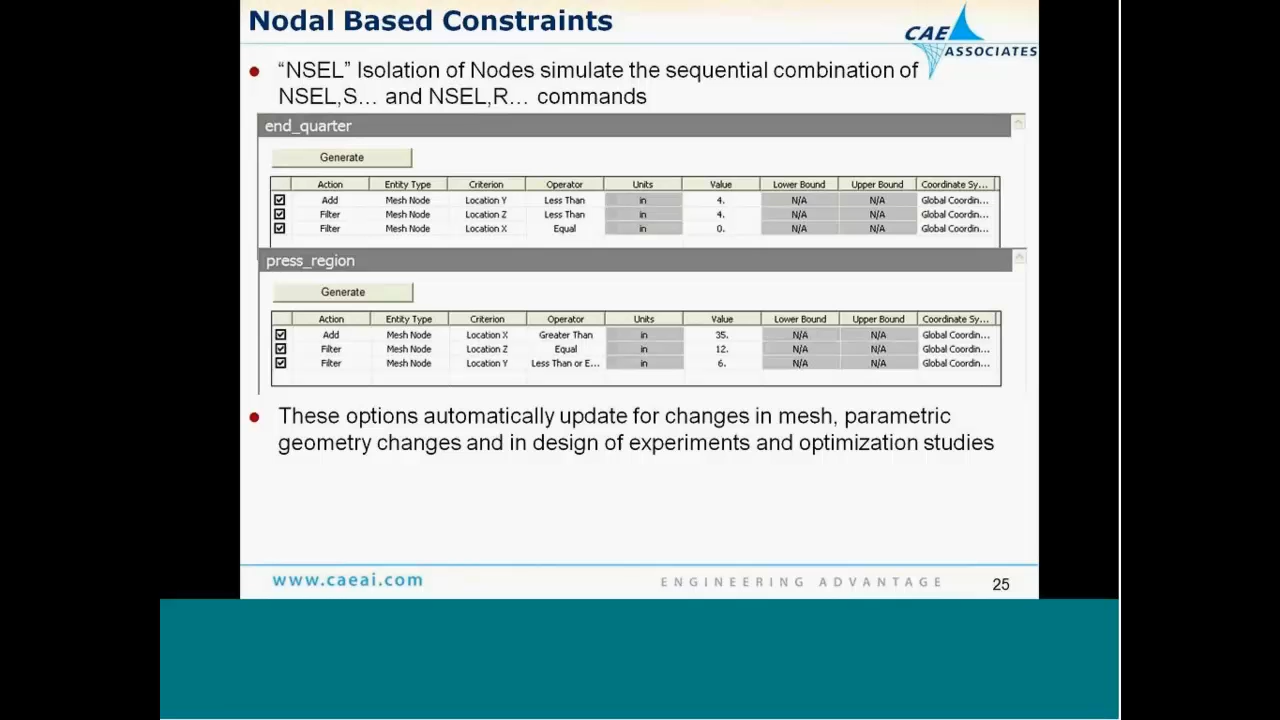 Nodal Based Constraints
CAE
ASSOCIATES
“NSEL” Isolation of Nodes simulate the sequential combination of
NSEL,S… and NSEL,R… commands
end_quarter
Generate
Action Entity Type Criterion Operator Units Value Lower Bound Upper Bound Coordinate Sy...
Add Mesh Node Location Y Less Than in 4. N/A N/A Global Coordin...
Filter Mesh Node Location Z Less Than in 4. N/A N/A Global Coordin...
Filter Mesh Node Location X Equal in 0. N/A N/A Global Coordin...
press_region
Generate
Action Entity Type Criterion Operator Units Value Lower Bound Upper Bound Coordinate Sy...
Add Mesh Node Location X Greater Than in 35. N/A N/A Global Coordin...
Filter Mesh Node Location Z Equal in 12. N/A N/A Global Coordin...
Filter Mesh Node Location Y Less Than or E... in 6. N/A N/A Global Coordin...
These options automatically update for changes in mesh, parametric
geometry changes and in design of experiments and optimization studies
www.caeai.com
ENGINEERING ADVANTAGE
25